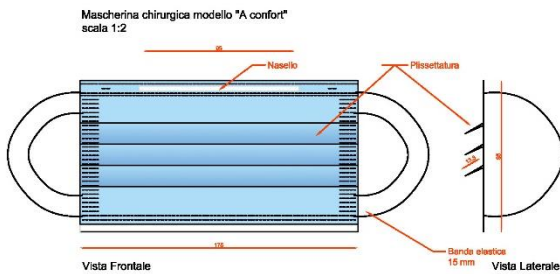 Mascherina chirurgica modello "A confort"
scala 1:2
Nasello
Plissettatura
175
Banda elastica
15 mm
Vista Frontale
Vista Laterale